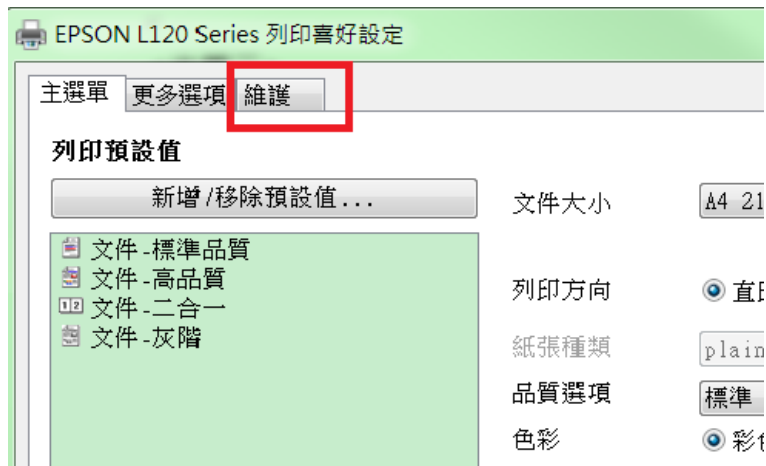 EPSON L120 Series 列印喜好設定
主選單 更多選項 維護
列印預設值
新增/移除預設值...
文件大小 A4 21
文件-標準品質
文件-高品質
文件-二合一
文件-灰階
列印方向 直
紙張種類 plain
品質選項 標準
色彩 彩